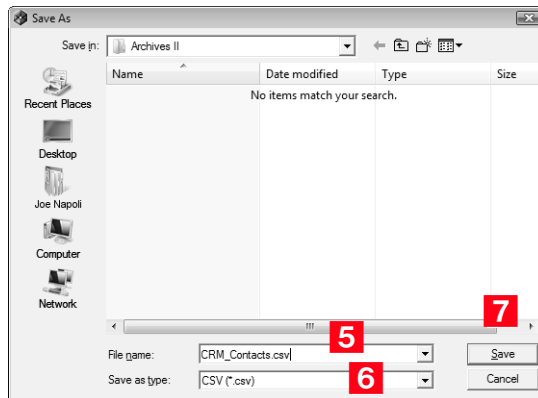 Save As
Save in: Archives II
Name Date modified Type Size
No items match your search.
Recent Places
Desktop
Joe Napoli
Computer
Network
7
5
File name: CRM_Contacts.csv Save
6
Save as type: CSV (*.csv) Cancel